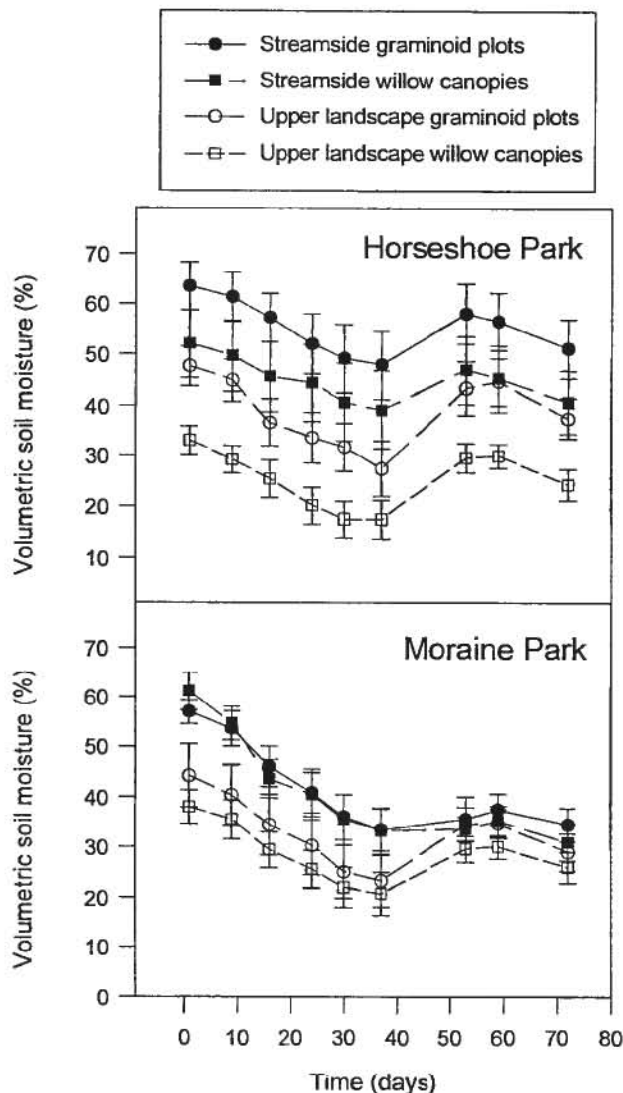 Streamside graminoid plots
Streamside willow canopies
Upper landscape graminoid plots
Upper landscape willow canopies
Horseshoe Park
Volumetric soil moisture (%)
70
60
50
40
30
20
10
Moraine Park
Volumetric soil moisture (%)
70
60
50
40
30
20
10
0
0 10 20 30 40 50 60 70 80
Time (days)